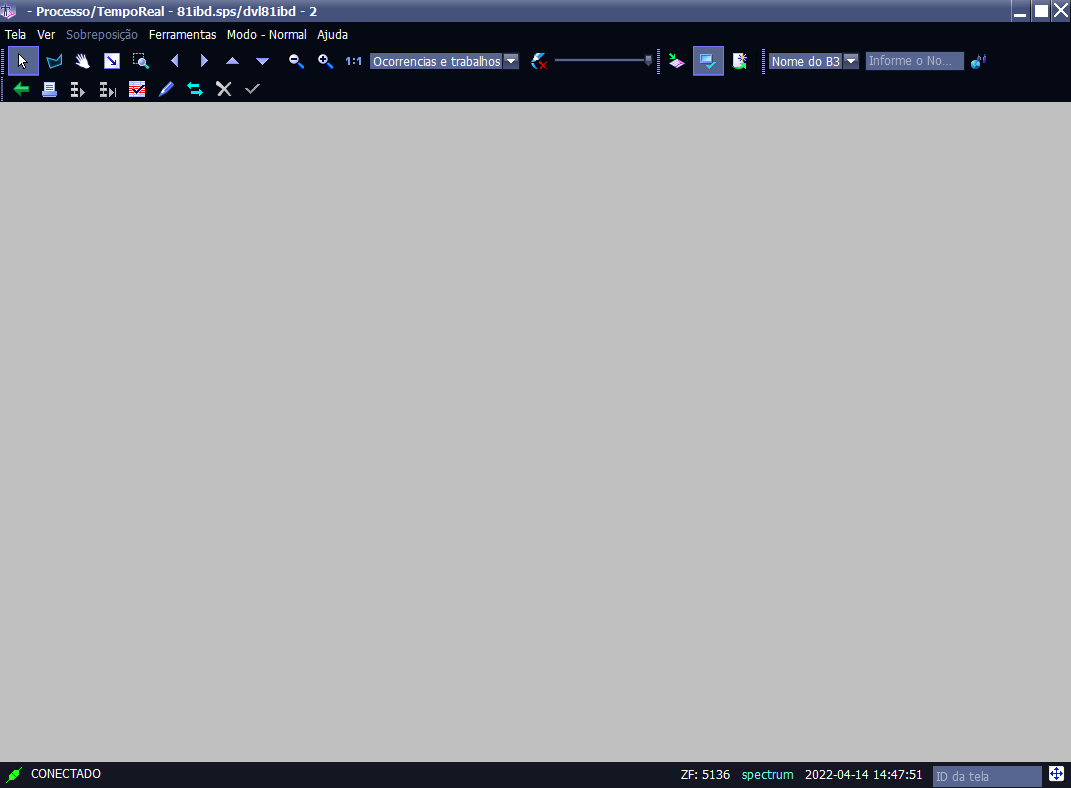 - Processo/TempoReal - 81ibd.sps/dvl81ibd - 2
Tela Ver Sobreposição Ferramentas Modo - Normal Ajuda
1:1 Ocorrencias e trabalhos Nome do B3 Informe o No...
CONECTADO ZF: 5136 spectrum 2022-04-14 14:47:51 ID da tela